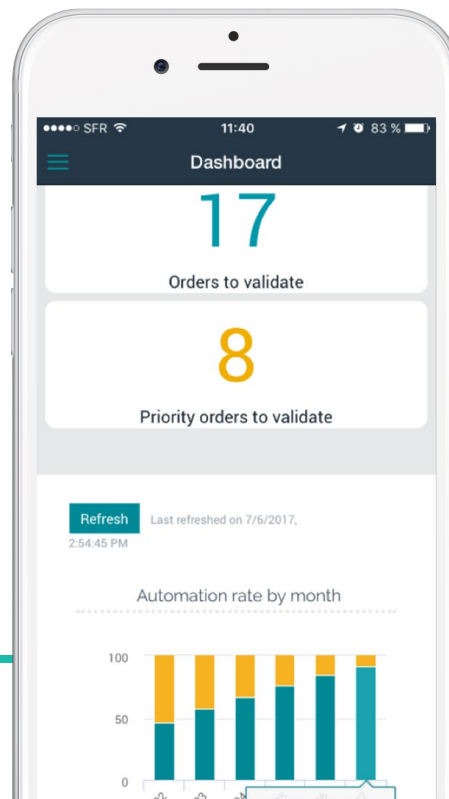 SFR 11:40 83 %
Dashboard
17
Orders to validate
8
Priority orders to validate
Refresh Last refreshed on 7/6/2017,
2:54:45 PM
Automation rate by month
100
50
0